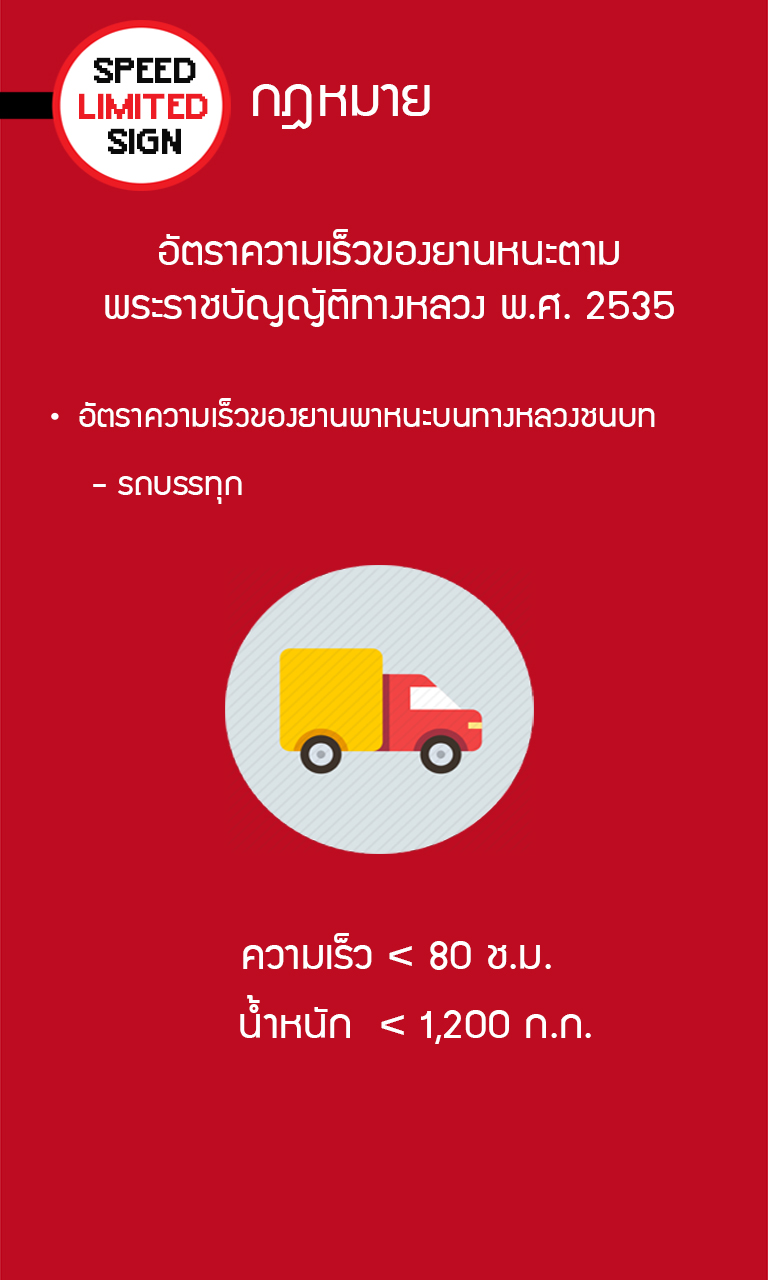 SPEED
LIMITED
SIGN
กฎหมาย
อัตราความเร็วของยานหนะตาม
พระราชบัญญัติทางหลวง พ.ศ. 2535
• อัตราความเร็วของยานพาหนะบนทางหลวงชนบท
- รถบรรทุก
ความเร็ว < 80 ช.ม.
น้ำหนัก < 1,200 ก.ก.